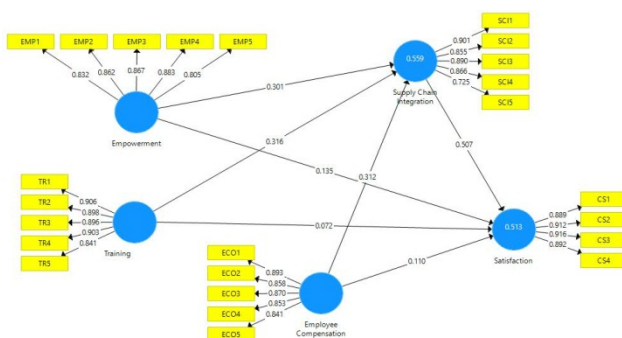 EMP1 EMP2 EMP3 EMP4 EMP5
0.832 0.862 0.867 0.883 0.805
Empowerment
SCI1
SCI2
SCI3
SCI4
SCI5
0.901
0.855
0.890
0.866
0.725
0.559
Supply Chain
Integration
0.301
0.316
0.135
0.312
0.507
0.072
0.110
TR1
TR2
TR3
TR4
TR5
0.906
0.898
0.896
0.903
0.841
Training
ECO1
ECO2
ECO3
ECO4
ECO5
0.893
0.858
0.870
0.853
0.841
Employee
Compensation
0.513
Satisfaction
0.889
0.912
0.916
0.892
CS1
CS2
CS3
CS4